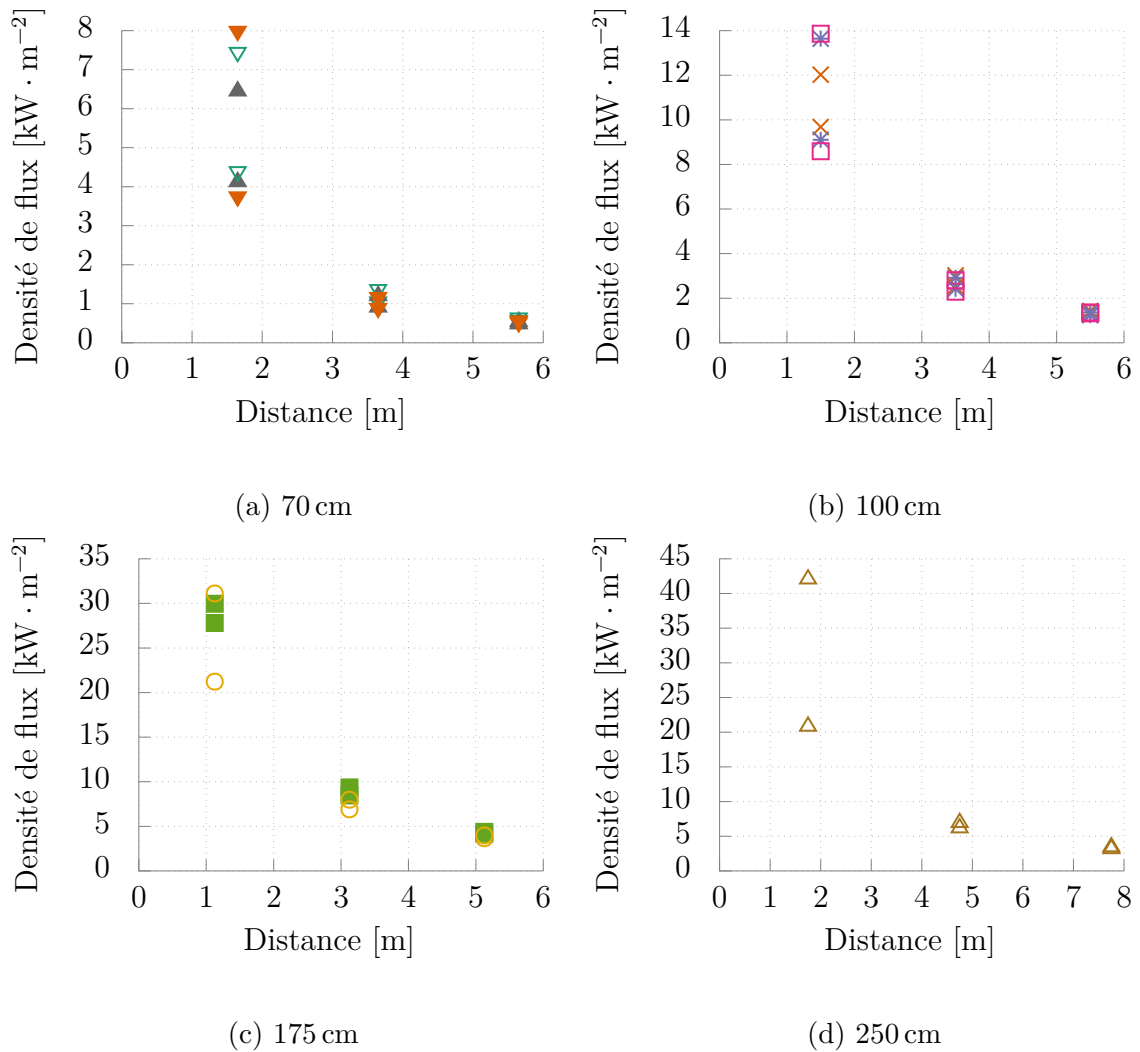 8
7
6
5
4
3
2
1
0
0 1 2 3 4 5 6
Densité de flux [kW · m⁻²]
Distance [m]
(a) 70 cm
14
12
10
8
6
4
2
0
0 1 2 3 4 5 6
Densité de flux [kW · m⁻²]
Distance [m]
(b) 100 cm
35
30
25
20
15
10
5
0
0 1 2 3 4 5 6
Densité de flux [kW · m⁻²]
Distance [m]
(c) 175 cm
45
40
35
30
25
20
15
10
5
0
0 1 2 3 4 5 6 7 8
Densité de flux [kW · m⁻²]
Distance [m]
(d) 250 cm